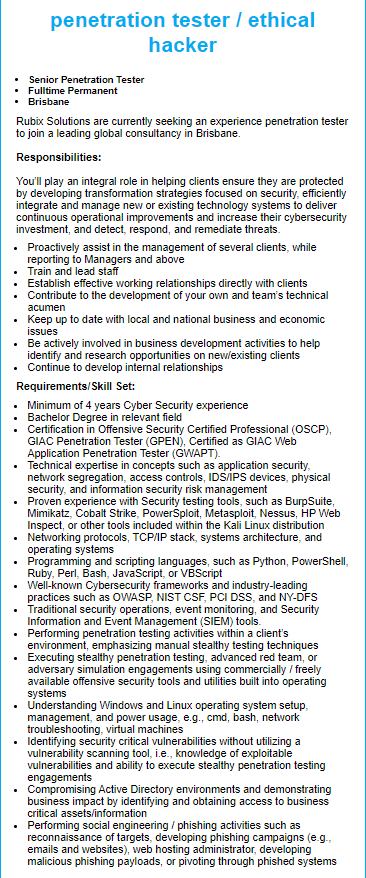 penetration tester / ethical
hacker
• Senior Penetration Tester
• Fulltime Permanent
• Brisbane
Rubix Solutions are currently seeking an experience penetration tester
to join a leading global consultancy in Brisbane.
Responsibilities:
You'll play an integral role in helping clients ensure they are protected
by developing transformation strategies focused on security, efficiently
integrate and manage new or existing technology systems to deliver
continuous operational improvements and increase their cybersecurity
investment, and detect, respond, and remediate threats.
• Proactively assist in the management of several clients, while
reporting to Managers and above
• Train and lead staff
• Establish effective working relationships directly with clients
• Contribute to the development of your own and team's technical
acumen
• Keep up to date with local and national business and economic
issues
• Be actively involved in business development activities to help
identify and research opportunities on new/existing clients
• Continue to develop internal relationships
Requirements/Skill Set:
• Minimum of 4 years Cyber Security experience
• Bachelor Degree in relevant field
• Certification in Offensive Security Certified Professional (OSCP),
GIAC Penetration Tester (GPEN), Certified as GIAC Web
Application Penetration Tester (GWAPT).
• Technical expertise in concepts such as application security,
network segregation, access controls, IDS/IPS devices, physical
security, and information security risk management
• Proven experience with Security testing tools, such as BurpSuite,
Mimikatz, Cobalt Strike, PowerSploit, Metasploit, Nessus, HP Web
Inspect, or other tools included within the Kali Linux distribution
• Networking protocols, TCP/IP stack, systems architecture, and
operating systems
• Programming and scripting languages, such as Python, PowerShell,
Ruby, Perl, Bash, JavaScript, or VBScript
• Well-known Cybersecurity frameworks and industry-leading
practices such as OWASP, NIST CSF, PCI DSS, and NY-DFS
• Traditional security operations, event monitoring, and Security
Information and Event Management (SIEM) tools.
• Performing penetration testing activities within a client's
environment, emphasizing manual stealthy testing techniques
• Executing stealthy penetration testing, advanced red team, or
adversary simulation engagements using commercially / freely
available offensive security tools and utilities built into operating
systems
• Understanding Windows and Linux operating system setup,
management, and power usage, e.g., cmd, bash, network
troubleshooting, virtual machines
• Identifying security critical vulnerabilities without utilizing a
vulnerability scanning tool, i.e., knowledge of exploitable
vulnerabilities and ability to execute stealthy penetration testing
engagements
• Compromising Active Directory environments and demonstrating
business impact by identifying and obtaining access to business
critical assets/information
• Performing social engineering / phishing activities such as
reconnaissance of targets, developing phishing campaigns (e.g.,
emails and websites), web hosting administrator, developing
malicious phishing payloads, or pivoting through phished systems